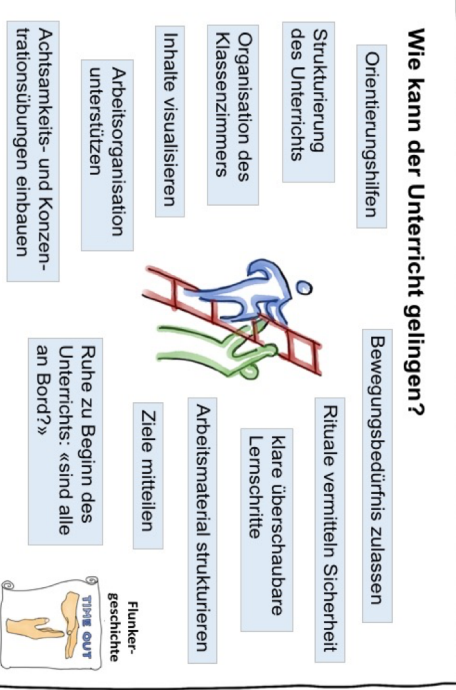 Wie kann der Unterricht gelingen?
Orientierungshilfen
Strukturierung
des Unterrichts
Organisation des
Klassenzimmers
Inhalte visualisieren
Arbeitsorganisation
unterstützen
Achtsamkeits- und Konzen-
trationsübungen einbauen
Bewegungsbedürfnis zulassen
Rituale vermitteln Sicherheit
klare überschaubare
Lernschritte
Arbeitsmaterial strukturieren
Ziele mitteilen
Ruhe zu Beginn des
Unterrichts: «sind alle
an Bord?»
Flunker-
geschichte
TIME OUT